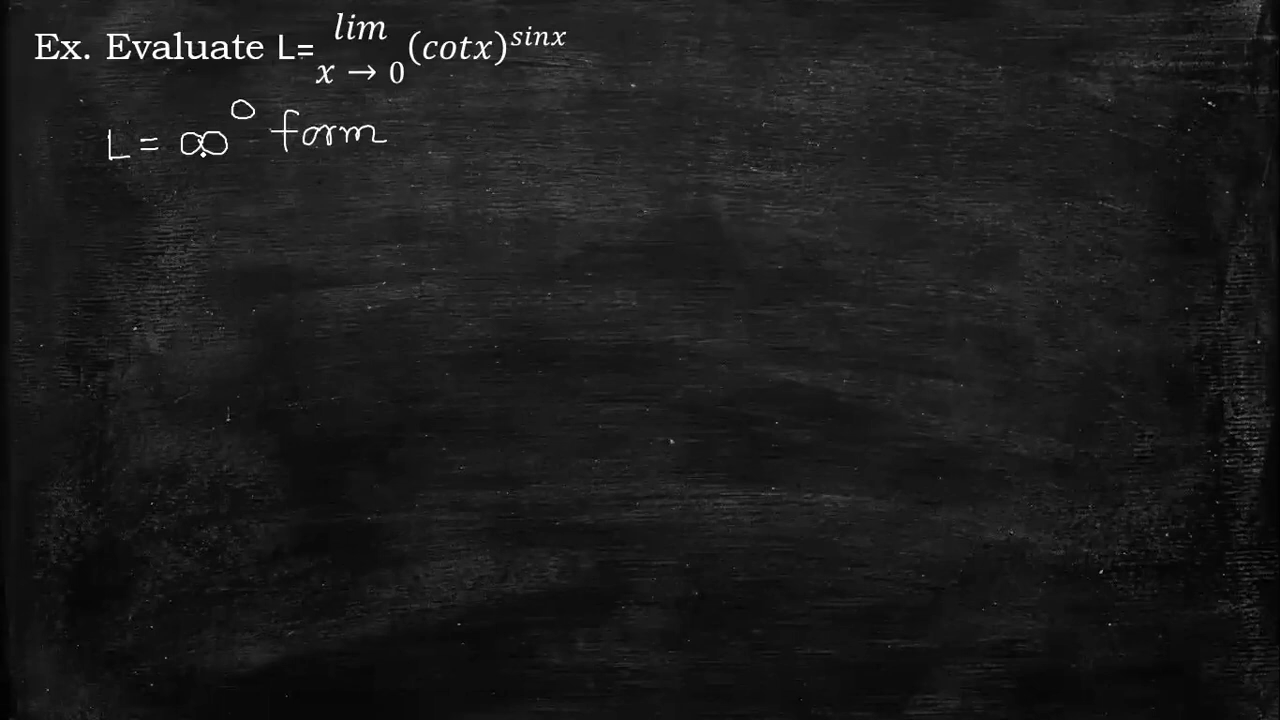 Ex. Evaluate L= lim x → 0 (cotx)^sinx
L = ∞^0 form